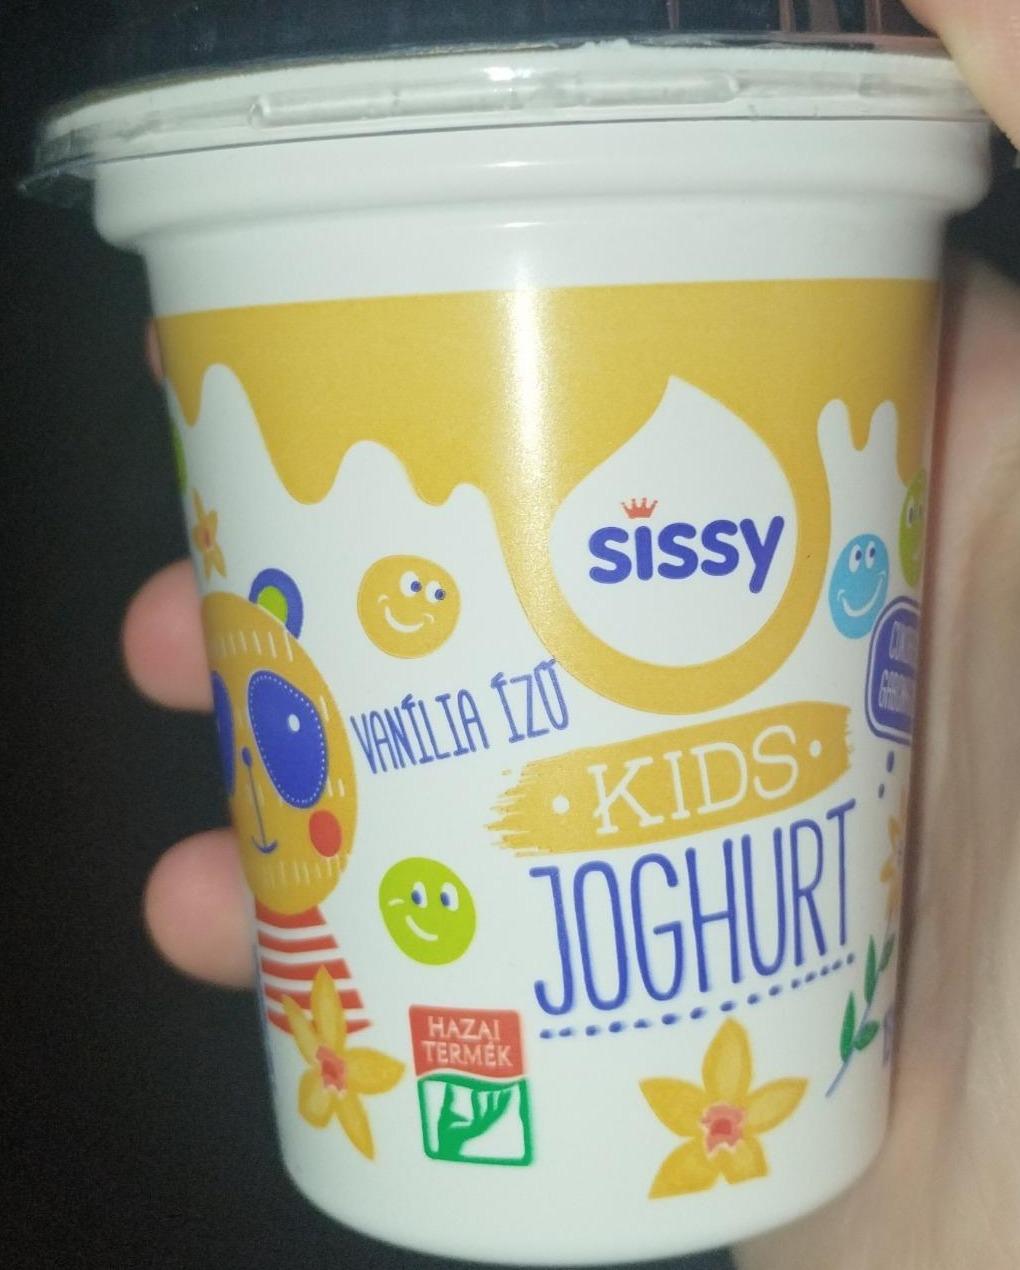 sissy
VANÍLIA ÍZŰ
KIDS
JOGHURT
HAZAI
TERMÉK